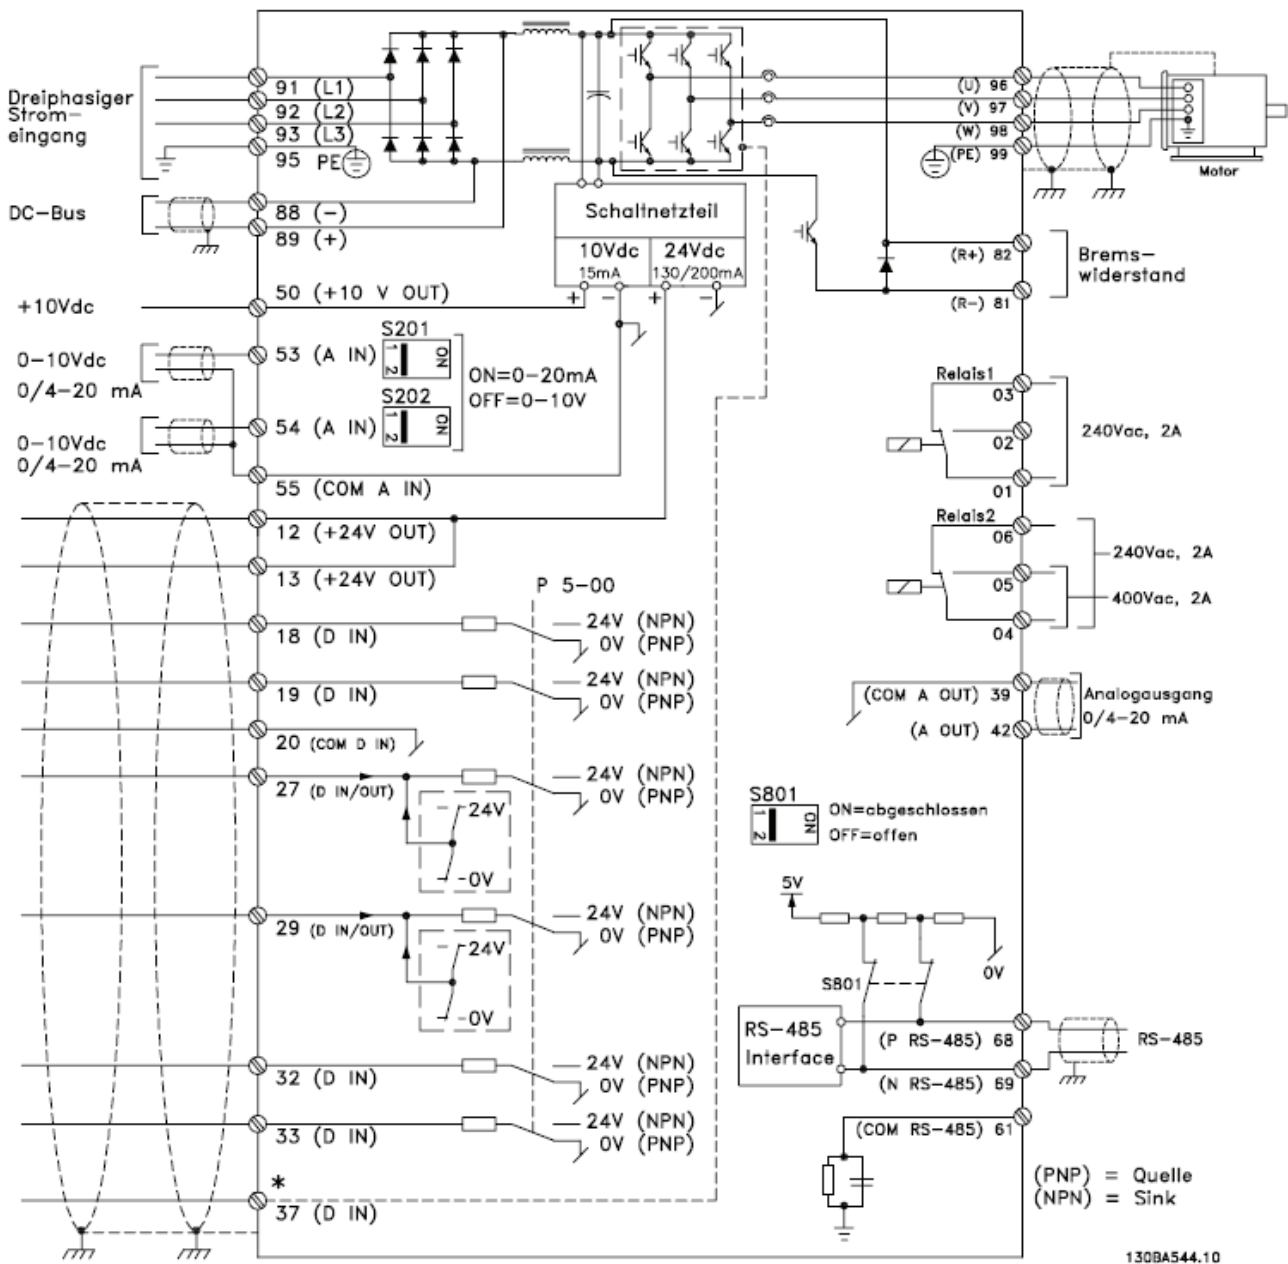 Dreiphasiger
Strom-
eingang
91 (L1)
92 (L2)
93 (L3)
95 PE
DC-Bus
88 (-)
89 (+)
+10Vdc
50 (+10 V OUT)
0-10Vdc
0/4-20 mA
53 (A IN)
S201
1 2
ON
0-10Vdc
0/4-20 mA
54 (A IN)
S202
1 2
ON
ON=0-20mA
OFF=0-10V
55 (COM A IN)
12 (+24V OUT)
13 (+24V OUT)
P 5-00
18 (D IN)
24V (NPN)
0V (PNP)
19 (D IN)
24V (NPN)
0V (PNP)
20 (COM D IN)
27 (D IN/OUT)
24V (NPN)
0V (PNP)
24V
0V
29 (D IN/OUT)
24V (NPN)
0V (PNP)
24V
0V
32 (D IN)
24V (NPN)
0V (PNP)
33 (D IN)
24V (NPN)
0V (PNP)
*
37 (D IN)
Schaltnetzteil
10Vdc
15mA
24Vdc
130/200mA
+ - + -
(U) 96
(V) 97
(W) 98
(PE) 99
Motor
(R+) 82
(R-) 81
Brems-
widerstand
Relais1
03
02
01
240Vac, 2A
Relais2
06
05
04
240Vac, 2A
400Vac, 2A
(COM A OUT) 39
(A OUT) 42
Analogausgang
0/4-20 mA
S801
1 2
ON
ON=abgeschlossen
OFF=offen
5V
0V
S801
RS-485
Interface
(P RS-485) 68
(N RS-485) 69
RS-485
(COM RS-485) 61
(PNP) = Quelle
(NPN) = Sink
130BA544.10